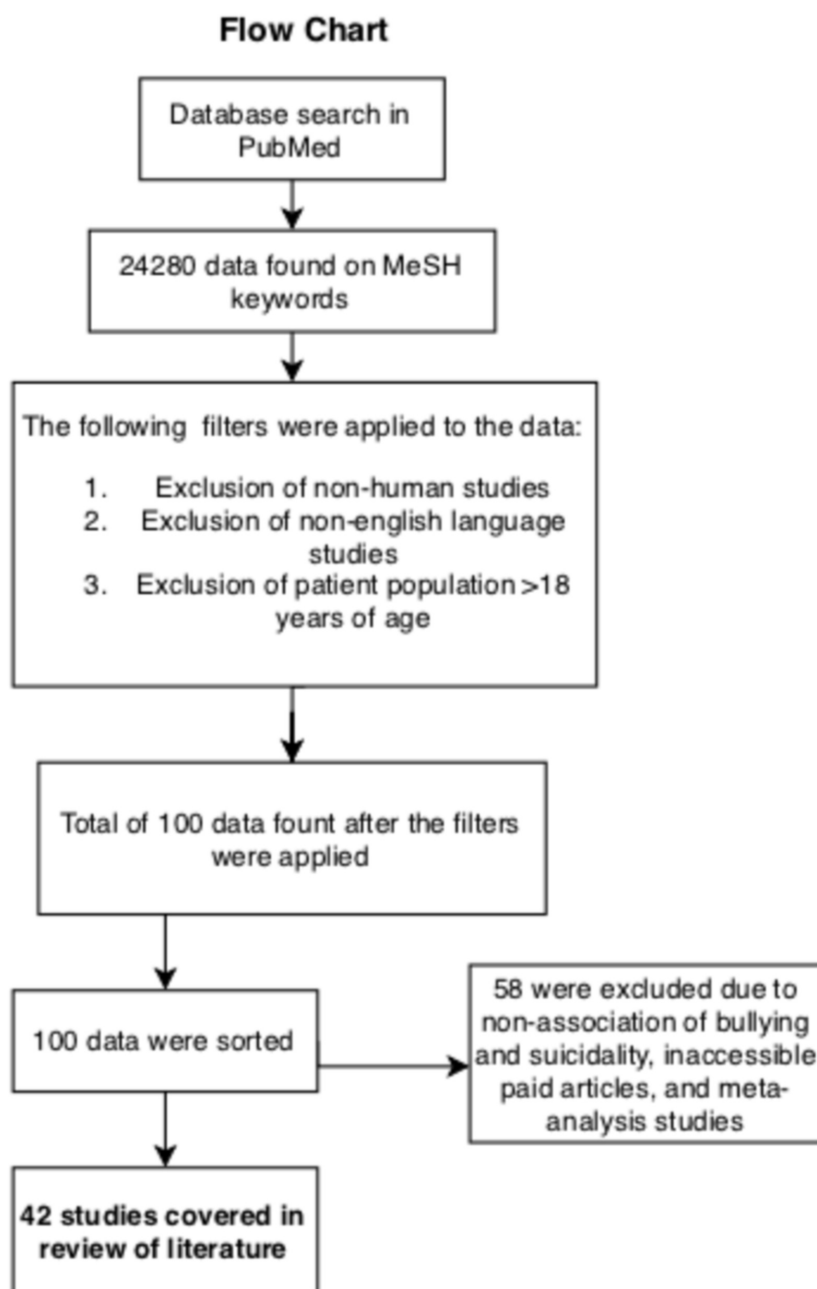 Flow Chart
Database search in
PubMed
24280 data found on MeSH
keywords
The following filters were applied to the data:
1. Exclusion of non-human studies
2. Exclusion of non-english language
studies
3. Exclusion of patient population >18
years of age
Total of 100 data fount after the filters
were applied
100 data were sorted
58 were excluded due to
non-association of bullying
and suicidality, inaccessible
paid articles, and meta-
analysis studies
42 studies covered in
review of literature